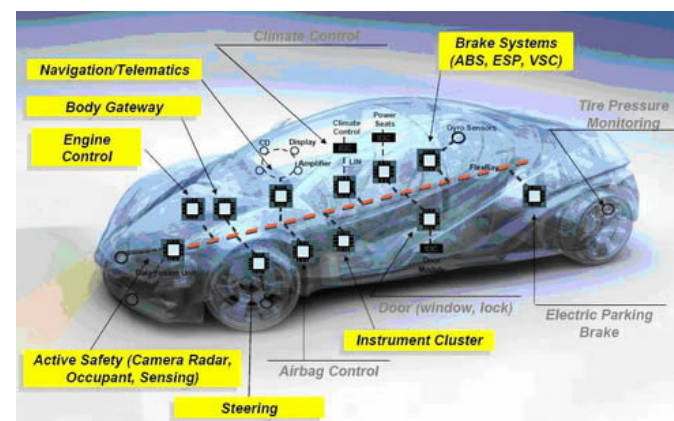 Climate Control
Brake Systems
(ABS, ESP, VSC)
Navigation/Telematics
Body Gateway
Engine
Control
Tire Pressure
Monitoring
Climate
Control
Power
Seats
Gyro Sensors
CD
Display
Amplifier
LIN
FlexRay
Door
Door (window, lock)
Electric Parking
Brake
Instrument Cluster
Active Safety (Camera Radar,
Occupant, Sensing)
Airbag Control
Steering